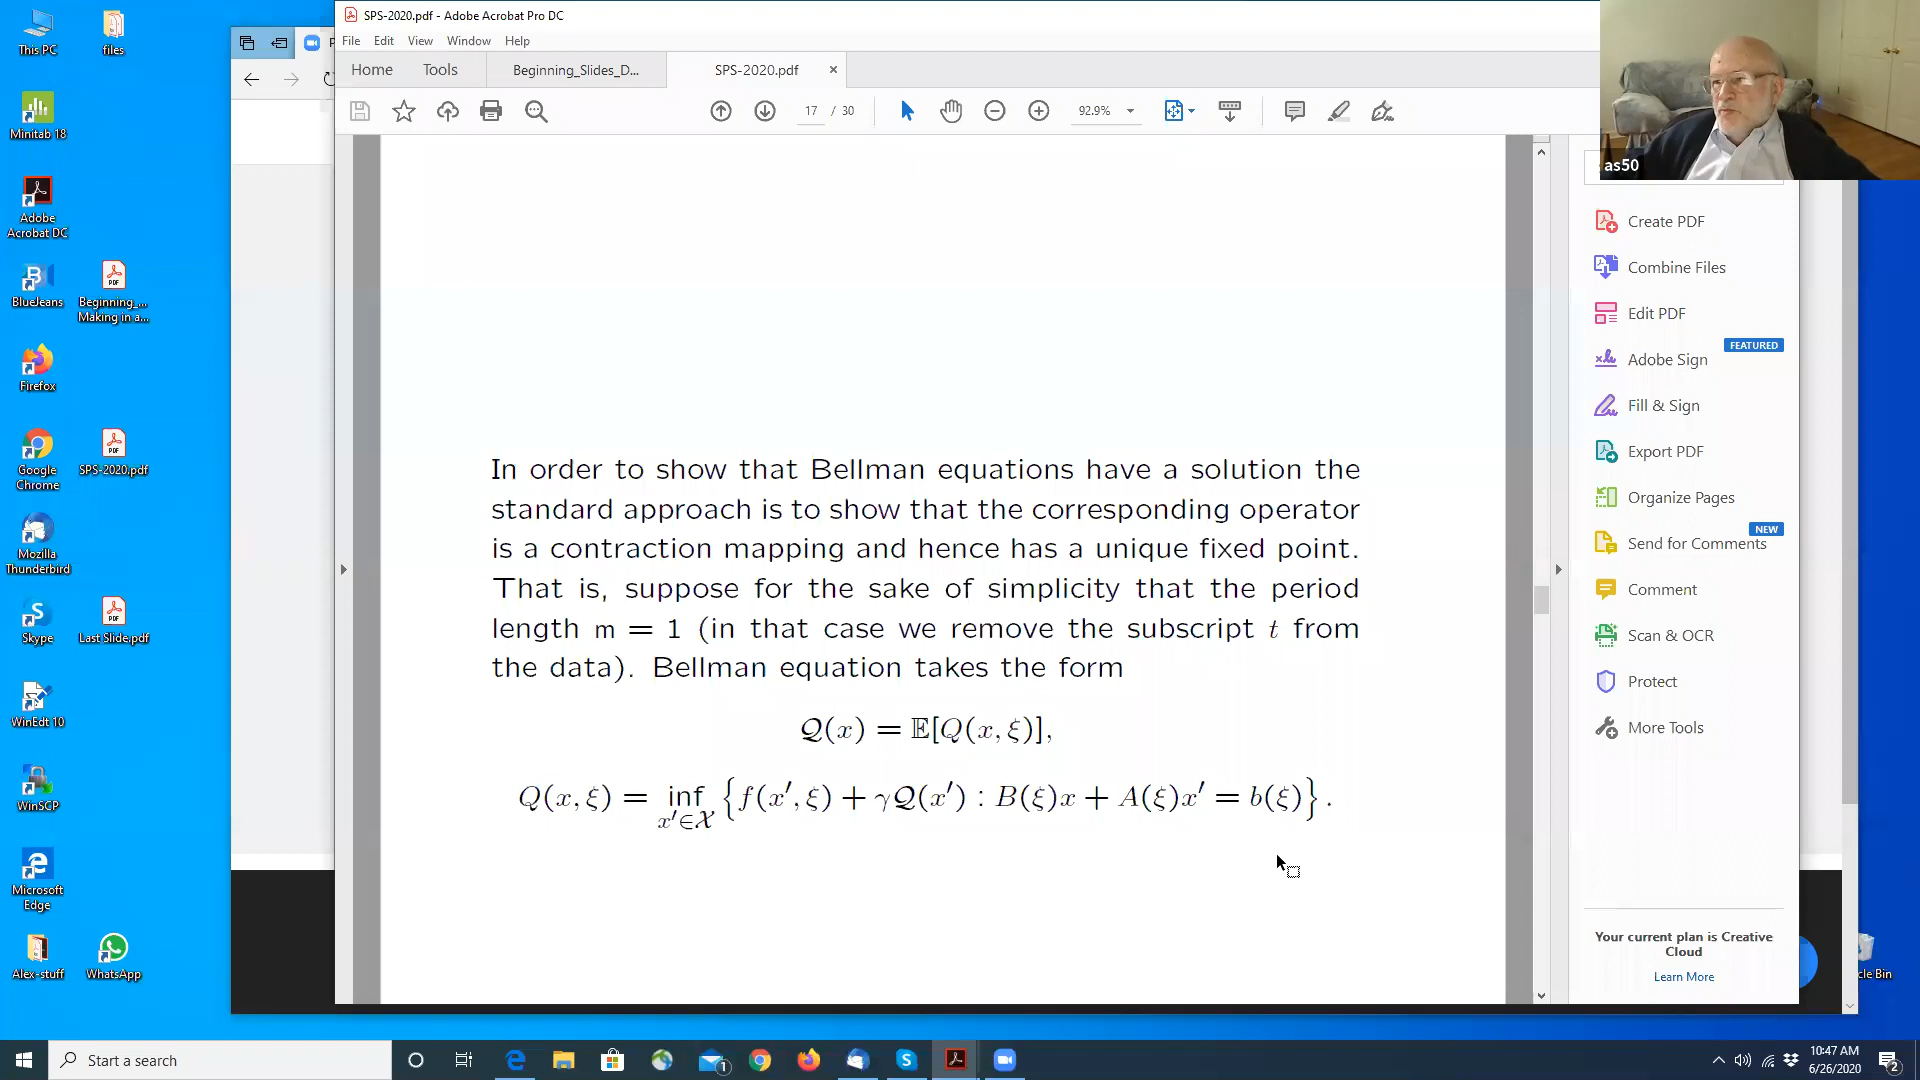 SPS-2020.pdf - Adobe Acrobat Pro DC
File Edit View Window Help
Home Tools Beginning_Slides_D... SPS-2020.pdf ×
17 / 30 92.9%
as50
This PC
files
Minitab 18
Adobe
Acrobat DC
BlueJeans
Beginning_...
Making in a...
Firefox
Google
Chrome
SPS-2020.pdf
Mozilla
Thunderbird
Skype
Last Slide.pdf
WinEdt 10
WinSCP
Microsoft
Edge
Alex-stuff
WhatsApp
In order to show that Bellman equations have a solution the
standard approach is to show that the corresponding operator
is a contraction mapping and hence has a unique fixed point.
That is, suppose for the sake of simplicity that the period
length m = 1 (in that case we remove the subscript t from
the data). Bellman equation takes the form
𝒬(x) = 𝔼[Q(x, ξ)],
Q(x, ξ) = inf x′∈𝒳 {f(x′, ξ) + γ𝒬(x′) : B(ξ)x + A(ξ)x′ = b(ξ)}.
Create PDF
Combine Files
Edit PDF
FEATURED
Adobe Sign
Fill & Sign
Export PDF
Organize Pages
NEW
Send for Comments
Comment
Scan & OCR
Protect
More Tools
Your current plan is Creative
Cloud
Learn More
cle Bin
Start a search
1
10:47 AM
6/26/2020
2